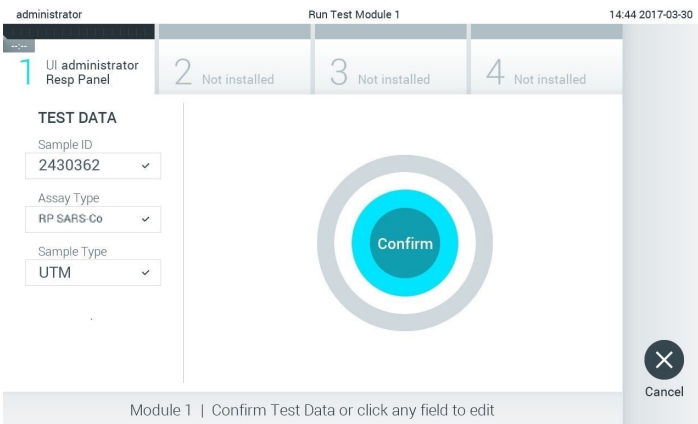 administrator
Run Test Module 1
14:44 2017-03-30
--:--
1 UI administrator
Resp Panel
2 Not installed
3 Not installed
4 Not installed
TEST DATA
Sample ID
2430362
Assay Type
RP SARS-Co
Sample Type
UTM
Confirm
Cancel
Module 1 | Confirm Test Data or click any field to edit